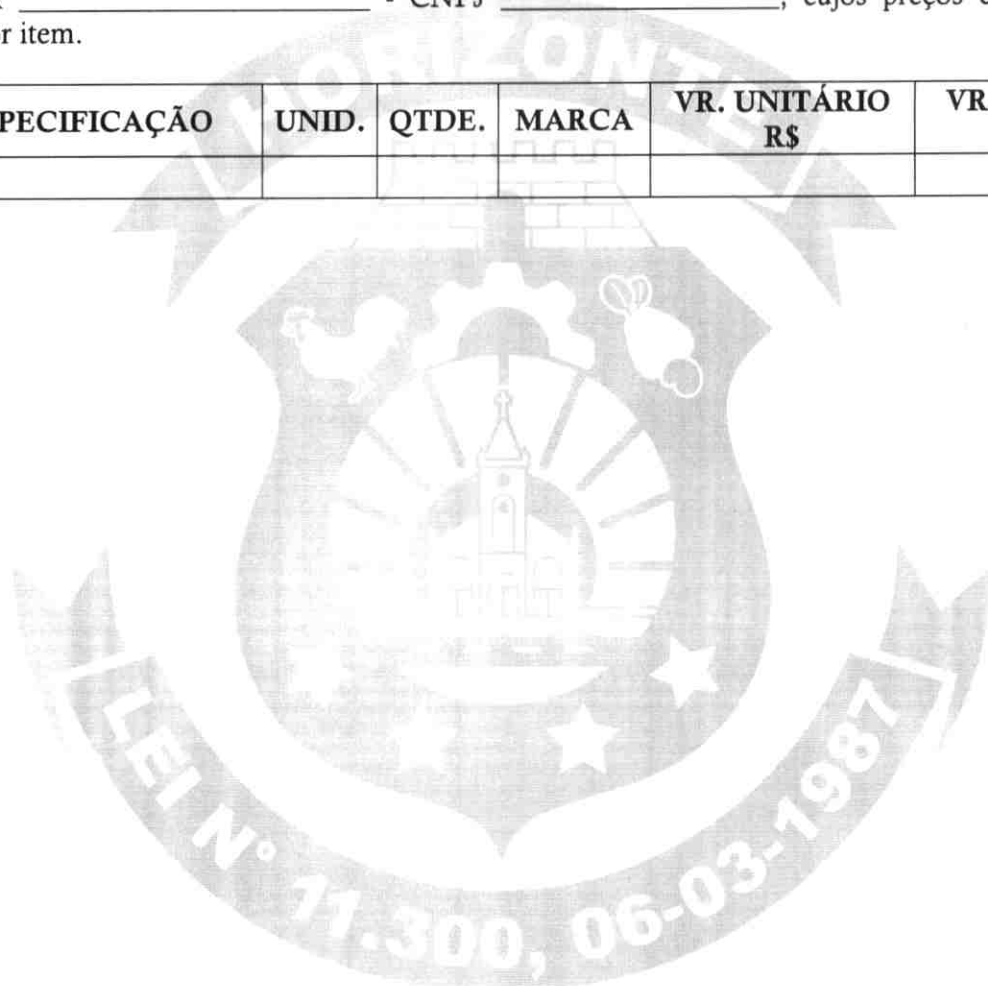 - CNPJ ____________________, cujos preços
r item.
PECIFICAÇÃO UNID. QTDE. MARCA VR. UNITÁRIO R$ VR
HORIZONTE
LEI Nº 11.300, 06-03-1987